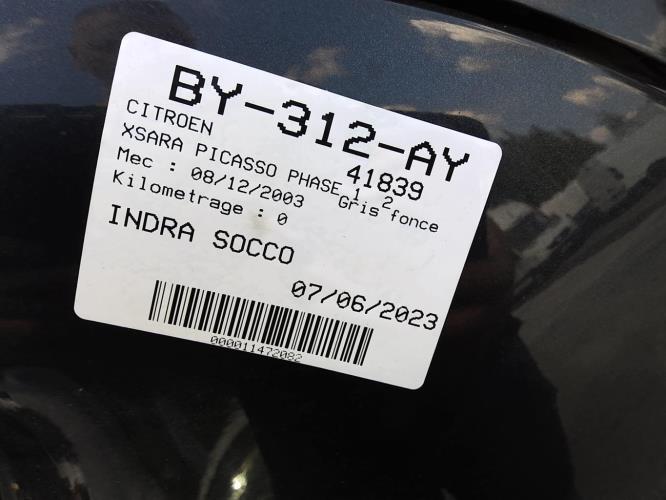 BY-312-AY
CITROEN
41839
XSARA PICASSO PHASE 1 2
Mec : 08/12/2003 Gris fonce
Kilometrage : 0
INDRA SOCCO
07/06/2023
000011472082